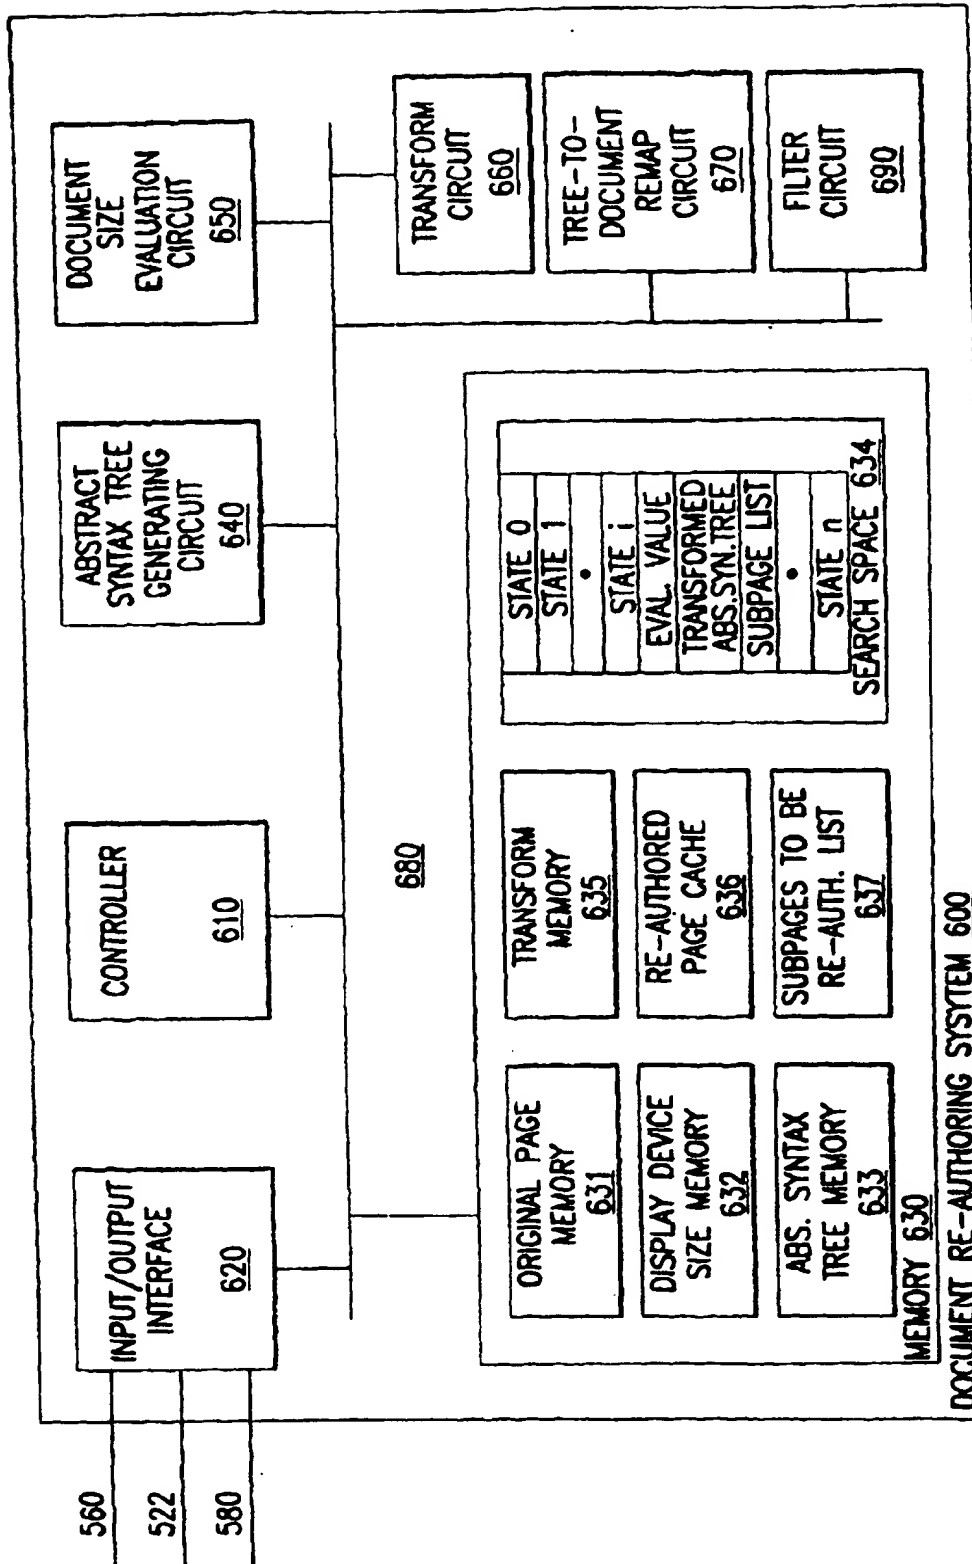 560
522
580
INPUT/OUTPUT
INTERFACE
620
CONTROLLER
610
ABSTRACT
SYNTAX TREE
GENERATING
CIRCUIT
640
DOCUMENT
SIZE
EVALUATION
CIRCUIT
650
680
TRANSFORM
CIRCUIT
660
TREE-TO-
DOCUMENT
REMAP
CIRCUIT
670
FILTER
CIRCUIT
690
ORIGINAL PAGE
MEMORY
631
DISPLAY DEVICE
SIZE MEMORY
632
ABS. SYNTAX
TREE MEMORY
633
TRANSFORM
MEMORY
635
RE-AUTHORED
PAGE CACHE
636
SUBPAGES TO BE
RE-AUTH. LIST
637
STATE 0
STATE 1
•
STATE i
EVAL. VALUE
TRANSFORMED
ABS.SYN.TREE
SUBPAGE LIST
•
STATE n
SEARCH SPACE 634
MEMORY 630
DOCUMENT RE-AUTHORING SYSYTEM 600